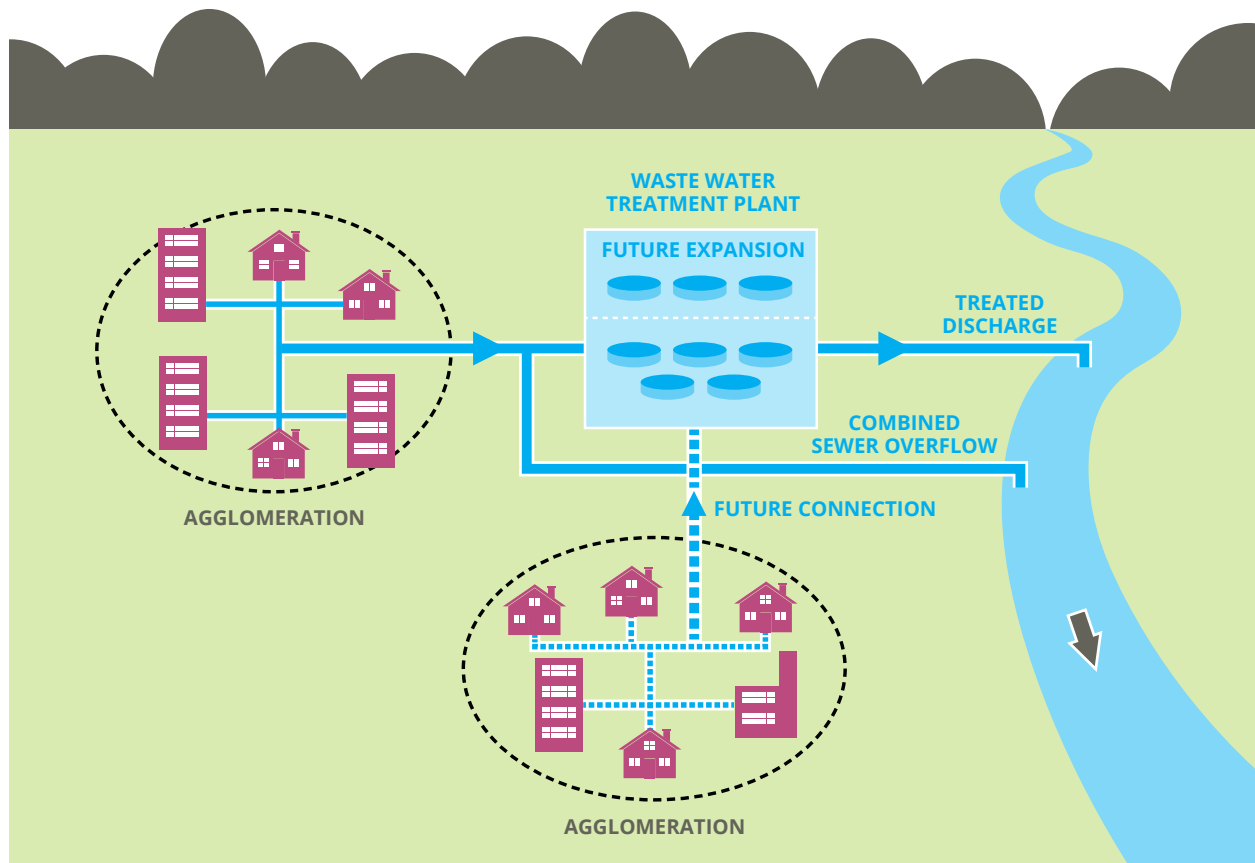 WASTE WATER
TREATMENT PLANT
FUTURE EXPANSION
TREATED
DISCHARGE
COMBINED
SEWER OVERFLOW
FUTURE CONNECTION
AGGLOMERATION
AGGLOMERATION